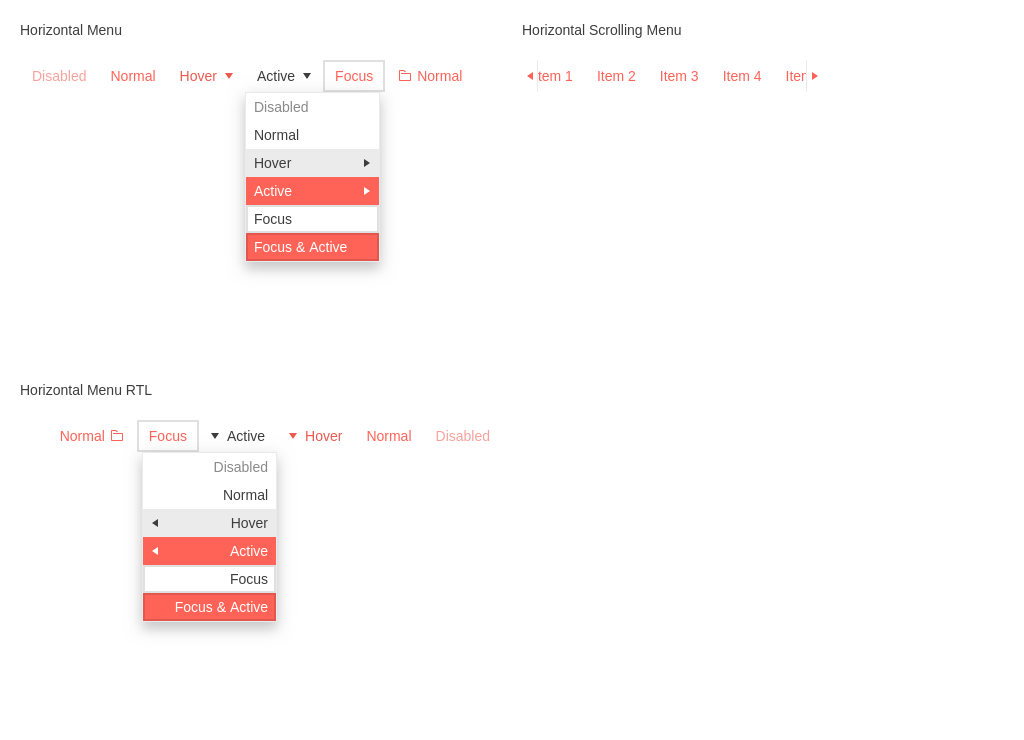 Horizontal Menu
Disabled Normal Hover Active Focus Normal
Disabled
Normal
Hover
Active
Focus
Focus & Active
Horizontal Scrolling Menu
tem 1 Item 2 Item 3 Item 4 Iter
Horizontal Menu RTL
Normal Focus Active Hover Normal Disabled
Disabled
Normal
Hover
Active
Focus
Focus & Active